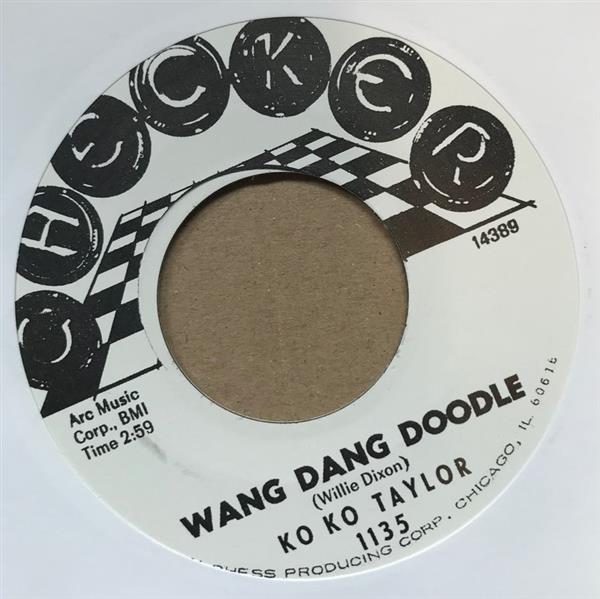 CHECKER
14389
Arc Music
Corp., BMI
Time 2:59
WANG DANG DOODLE
(Willie Dixon)
KO KO TAYLOR
1135
CHESS PRODUCING CORP. CHICAGO, IL 60616